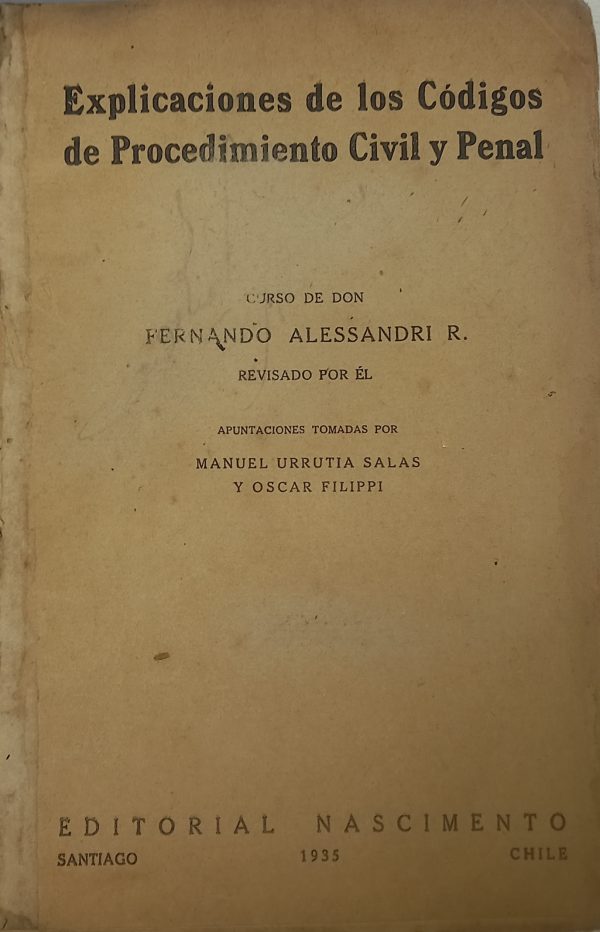 Explicaciones de los Códigos
de Procedimiento Civil y Penal
CURSO DE DON
FERNANDO ALESSANDRI R.
REVISADO POR ÉL
APUNTACIONES TOMADAS POR
MANUEL URRUTIA SALAS
Y OSCAR FILIPPI
EDITORIAL NASCIMENTO
SANTIAGO 1935 CHILE